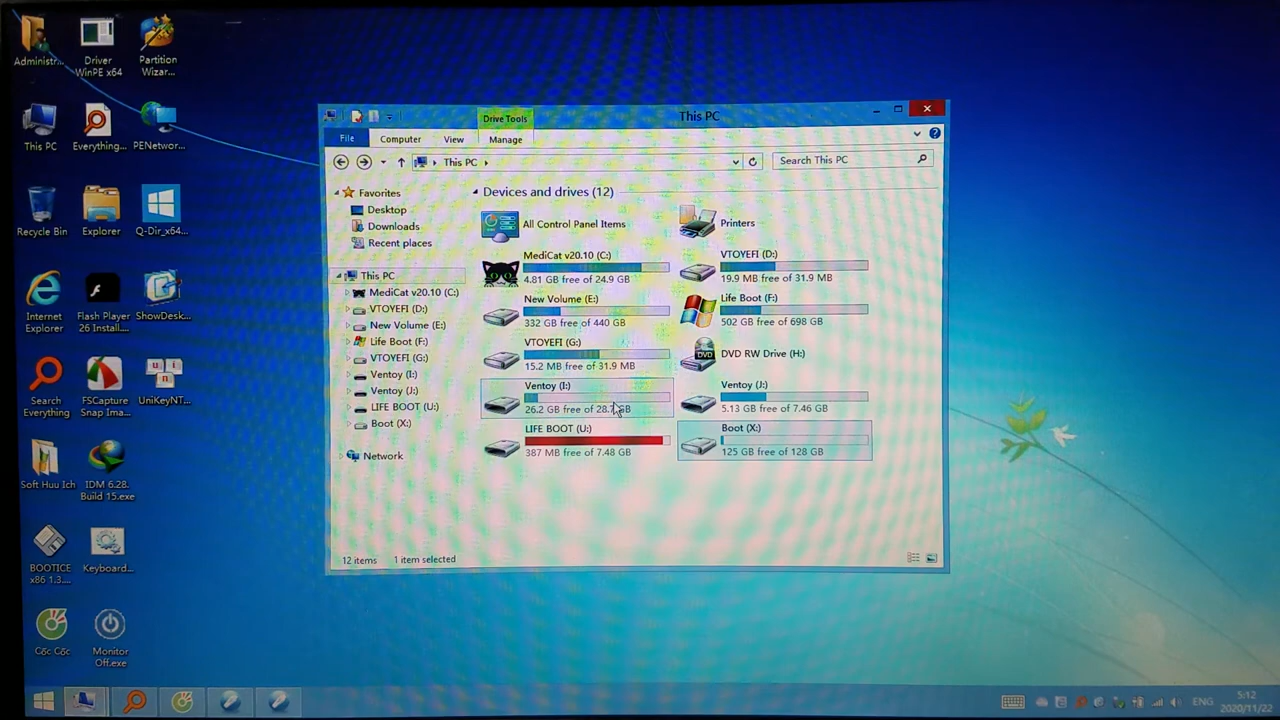 Administr...
Driver
WinPE x64
Partition
Wizar...
This PC
Everything...
PENetwor...
Recycle Bin
Explorer
Q-Dir_x64...
Internet
Explorer
Flash Player
26 Install....
ShowDesk...
Search
Everything
FSCapture
Snap Ima...
UniKeyNT...
Soft Huu Ich
IDM 6.28.
Build 15.exe
BOOTICE
x86 1.3....
Keyboard...
Cốc Cốc
Monitor
Off.exe
Drive Tools
This PC
File
Computer
View
Manage
This PC
Search This PC
Favorites
Desktop
Downloads
Recent places
This PC
MediCat v20.10 (C:)
VTOYEFI (D:)
New Volume (E:)
Life Boot (F:)
VTOYEFI (G:)
Ventoy (I:)
Ventoy (J:)
LIFE BOOT (U:)
Boot (X:)
Network
Devices and drives (12)
All Control Panel Items
Printers
MediCat v20.10 (C:)
4.81 GB free of 24.9 GB
VTOYEFI (D:)
19.9 MB free of 31.9 MB
New Volume (E:)
332 GB free of 440 GB
Life Boot (F:)
502 GB free of 698 GB
VTOYEFI (G:)
15.2 MB free of 31.9 MB
DVD
DVD RW Drive (H:)
Ventoy (I:)
26.2 GB free of 28.7 GB
Ventoy (J:)
5.13 GB free of 7.46 GB
LIFE BOOT (U:)
387 MB free of 7.48 GB
Boot (X:)
125 GB free of 128 GB
12 items
1 item selected
ENG
5:12
2020/11/22